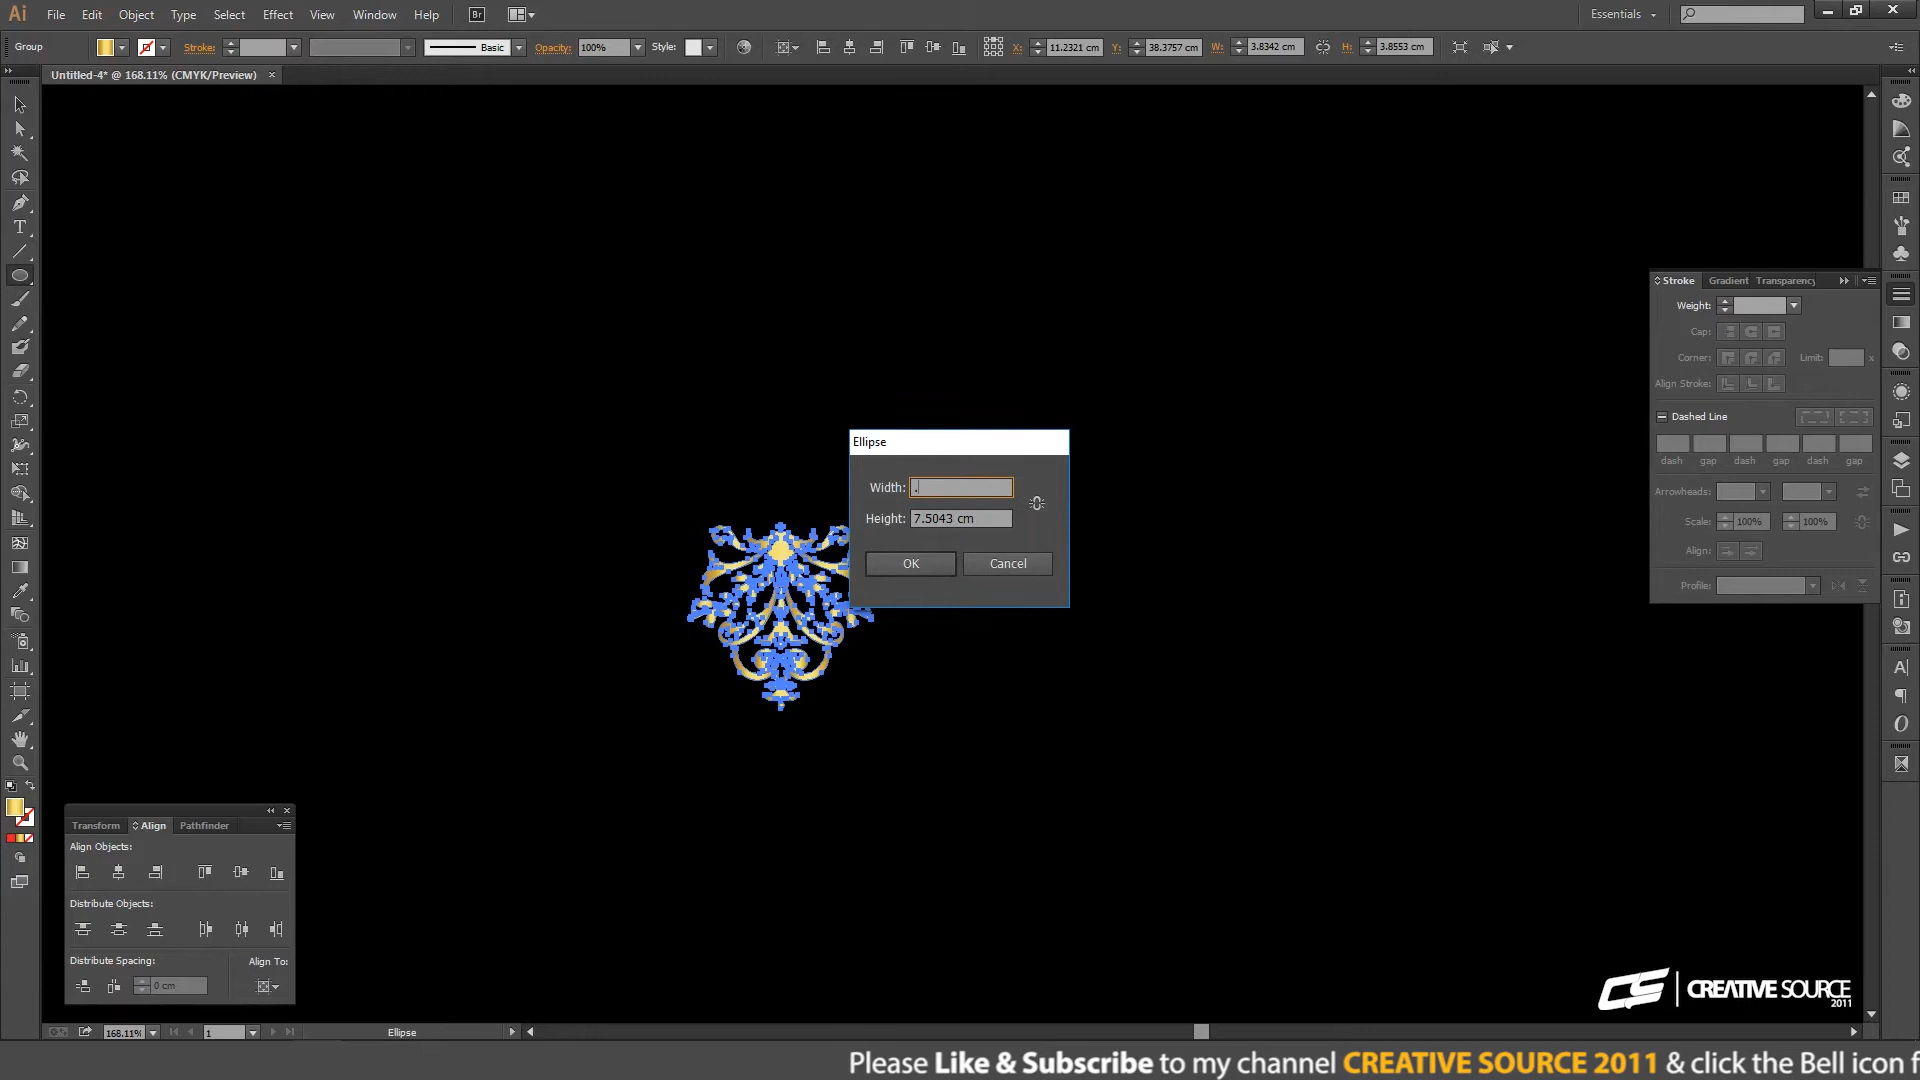 Ai File Edit Object Type Select Effect View Window Help Br Essentials
Group Stroke: Basic Opacity: 100% Style: X: 11.2321 cm Y: 38.3757 cm W: 3.8342 cm H: 3.8553 cm
Untitled-4* @ 168.11% (CMYK/Preview) ×
Stroke Gradient Transparency
Weight:
Cap:
Corner: Limit: x
Align Stroke:
Dashed Line
dash gap dash gap dash gap
Arrowheads:
Scale: 100% 100%
Align:
Profile:
Ellipse
Width: .
Height: 7.5043 cm
OK Cancel
Transform Align Pathfinder
Align Objects:
Distribute Objects:
Distribute Spacing: Align To:
0 cm
168.11% 1 Ellipse
CS CREATIVE SOURCE
2011
Please Like & Subscribe to my channel CREATIVE SOURCE 2011 & click the Bell icon f